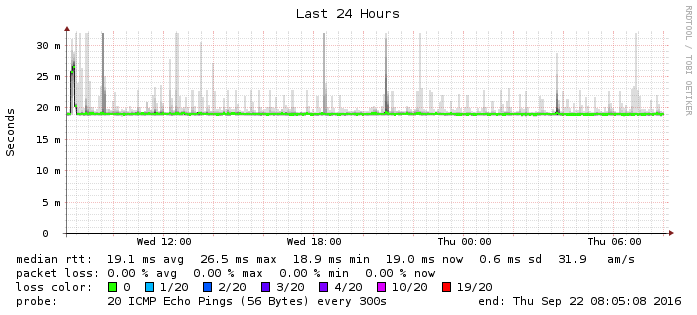 Last 24 Hours
RRDTOOL / TOBI OETIKER
Seconds
30 m
25 m
20 m
15 m
10 m
5 m
0
Wed 12:00 Wed 18:00 Thu 00:00 Thu 06:00
median rtt: 19.1 ms avg 26.5 ms max 18.9 ms min 19.0 ms now 0.6 ms sd 31.9 am/s
packet loss: 0.00 % avg 0.00 % max 0.00 % min 0.00 % now
loss color: 0 1/20 2/20 3/20 4/20 10/20 19/20
probe: 20 ICMP Echo Pings (56 Bytes) every 300s end: Thu Sep 22 08:05:08 2016